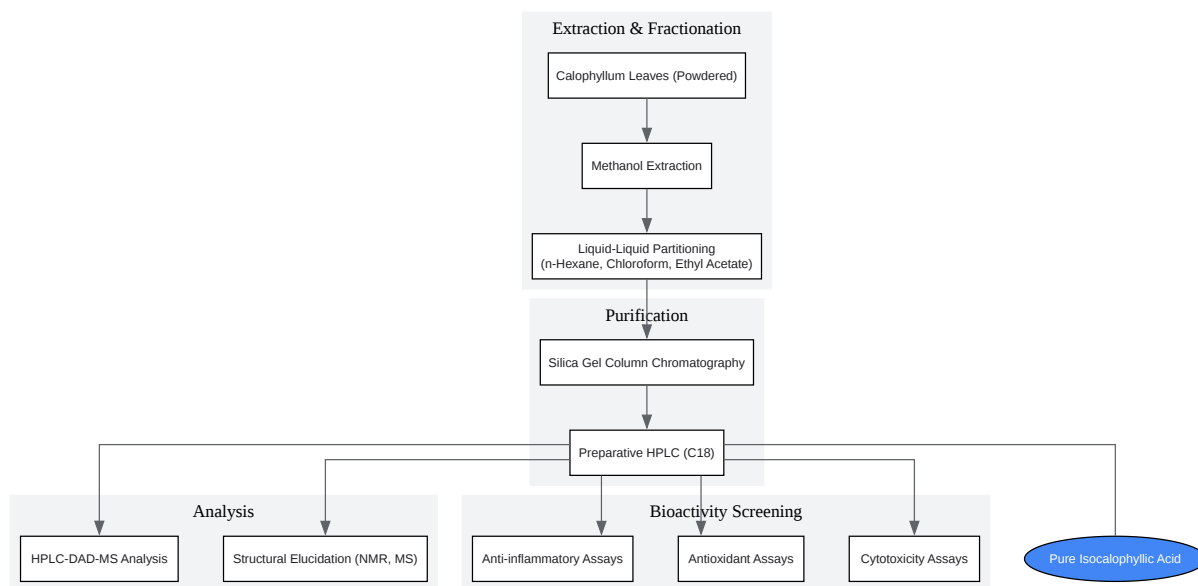 Extraction & Fractionation
Calophyllum Leaves (Powdered)
Methanol Extraction
Liquid-Liquid Partitioning
(n-Hexane, Chloroform, Ethyl Acetate)
Purification
Silica Gel Column Chromatography
Preparative HPLC (C18)
Analysis
Bioactivity Screening
HPLC-DAD-MS Analysis
Structural Elucidation (NMR, MS)
Anti-inflammatory Assays
Antioxidant Assays
Cytotoxicity Assays
Pure Isocalophyllic Acid